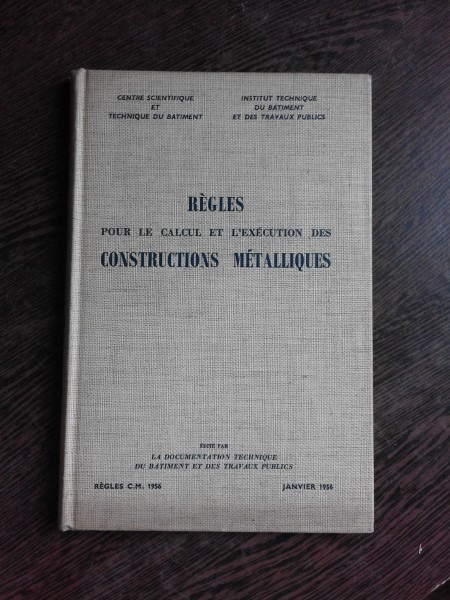 CENTRE SCIENTIFIQUE
ET
TECHNIQUE DU BATIMENT
INSTITUT TECHNIQUE
DU BATIMENT
ET DES TRAVAUX PUBLICS
RÈGLES
POUR LE CALCUL ET L'EXÉCUTION DES
CONSTRUCTIONS MÉTALLIQUES
ÉDITÉ PAR
LA DOCUMENTATION TECHNIQUE
DU BATIMENT ET DES TRAVAUX PUBLICS
RÈGLES C.M. 1956
JANVIER 1956